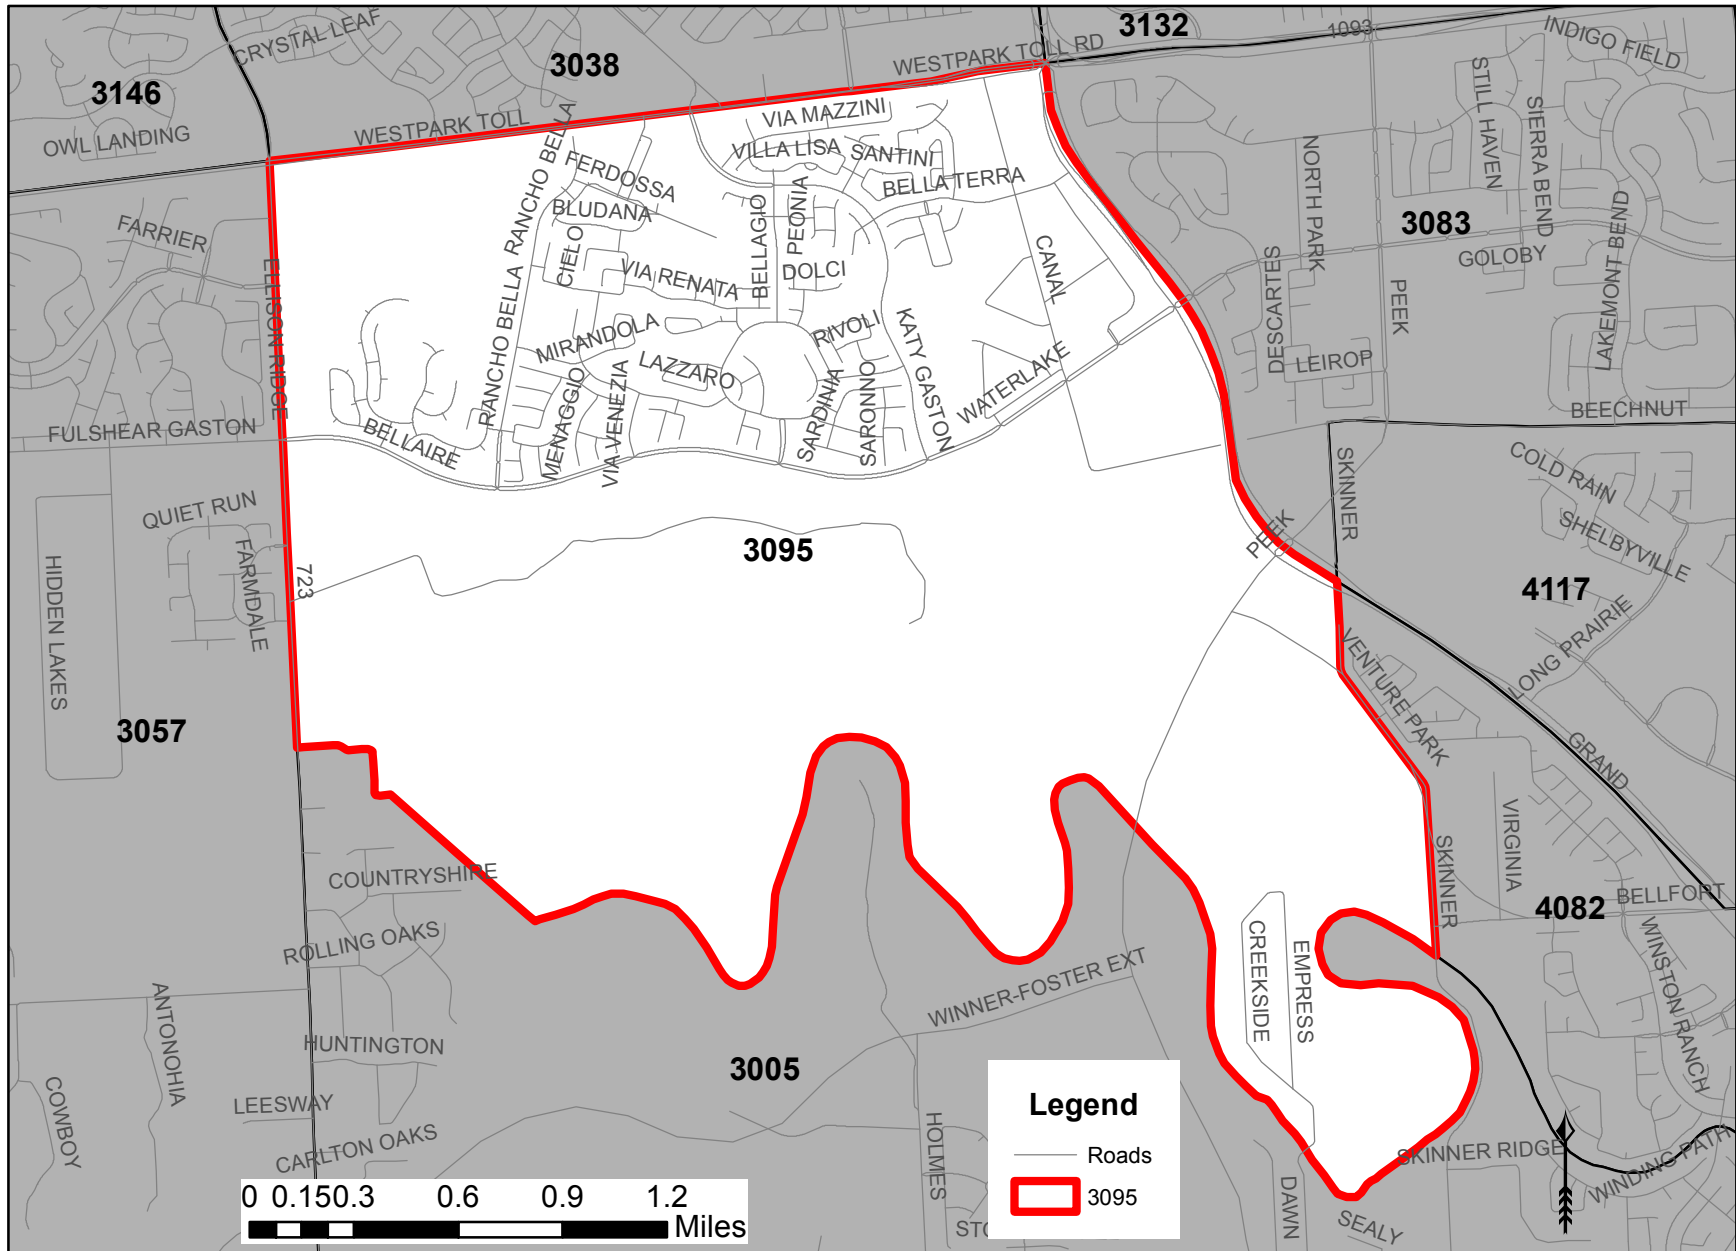 3132
1093
INDIGO FIELD
CRYSTAL LEAF
3038
WESTPARK TOLL RD
3146
OWL LANDING
WESTPARK TOLL
VIA MAZZINI
STILL HAVEN
SIERRA BEND
VILLA LISA
SANTINI
FERDOSSA
BELLA TERRA
NORTH PARK
RANCHO BELLA
RANCHO BELLA
RANCHO BELLA
BLUDANA
PEONIA
BELLAGIO
CIELO
FARRIER
3083
GOLOBY
LAKEMONT BEND
DESCARTES
PEEK
CANAL
DOLCI
VIA RENATA
ELLISON RIDGE
MIRANDOLA
RIVOLI
KATY GASTON
WATERLAKE
LEIROP
LAZZARO
MENAGGIO
VIA VENEZIA
SARDINIA
SARONNO
BEECHNUT
FULSHEAR GASTON
BELLAIRE
SKINNER
COLD RAIN
SHELBYVILLE
QUIET RUN
FARMDALE
HIDDEN LAKES
723
3095
PEEK
4117
LONG PRAIRIE
VENTURE PARK
3057
GRAND
VIRGINIA
SKINNER
COUNTRYSHIRE
4082
BELLFORT
WINSTON RANCH
ROLLING OAKS
CREEKSIDE
EMPRESS
WINNER-FOSTER EXT
ANTONOHIA
HUNTINGTON
3005
COWBOY
LEESWAY
CARLTON OAKS
HOLMES
SKINNER RIDGE
WINDING PATH
DAWN
SEALY
STO
Legend
Roads
3095
0 0.15 0.3 0.6 0.9 1.2
Miles